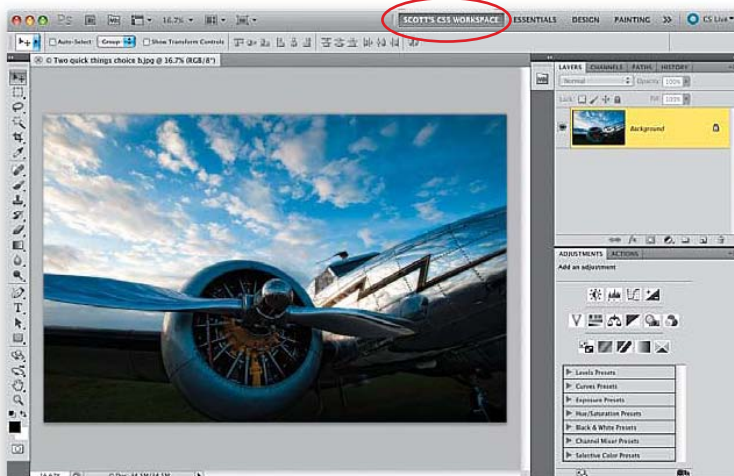 Ps Br Mb 16.7% SCOTT'S CS5 WORKSPACE ESSENTIALS DESIGN PAINTING CS Live
Auto-Select: Group Show Transform Controls
© Two quick things choice b.jpg @ 16.7% (RGB/8*)
LAYERS CHANNELS PATHS HISTORY
Normal Opacity: 100%
Lock: Fill: 100%
Background
fx
ADJUSTMENTS ACTIONS
Add an adjustment
Levels Presets
Curves Presets
Exposure Presets
Hue/Saturation Presets
Black & White Presets
Channel Mixer Presets
Selective Color Presets
16.67%